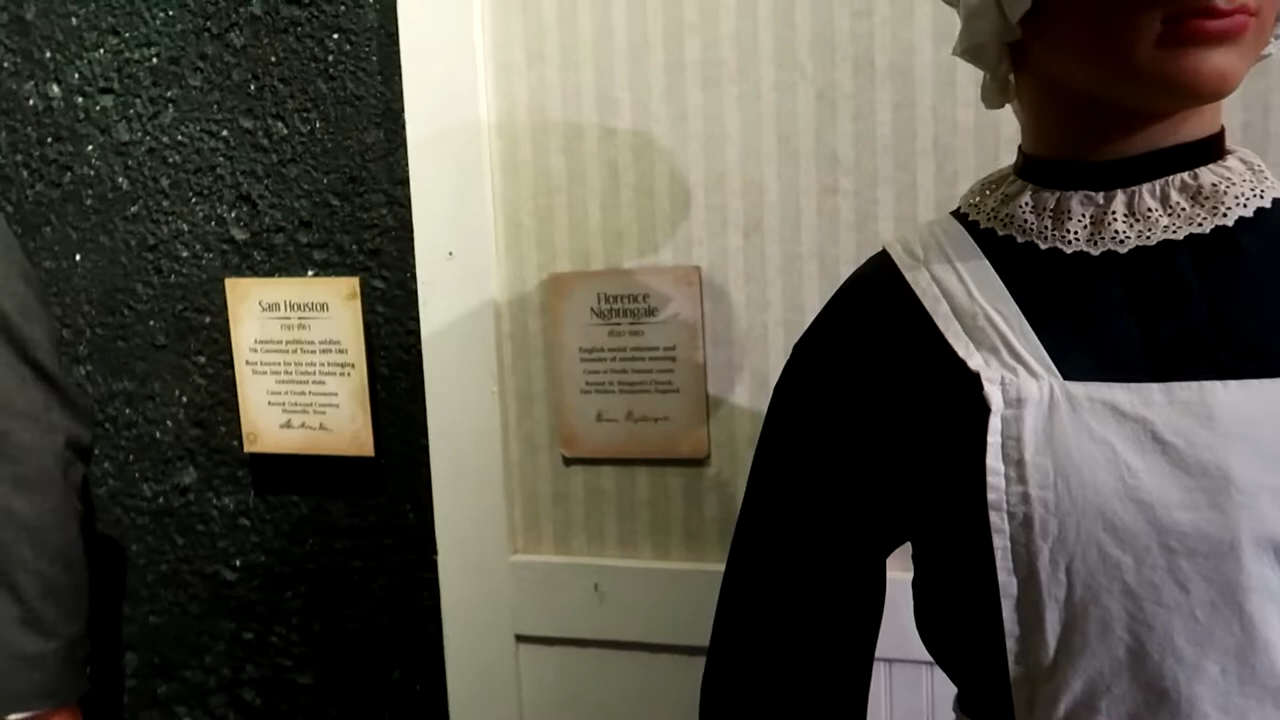 Sam Houston
1793-1863
American politician, soldier,
7th Governor of Texas 1859-1861
Best known for his role in bringing
Texas into the United States as a
constituent state.
Cause of Death: Pneumonia
Buried: Oakwood Cemetery
Huntsville, Texas
Florence
Nightingale
English social reformer and
founder of modern nursing
Cause of Death: Natural causes
Buried: St. Margaret's Church,
East Wellow, England